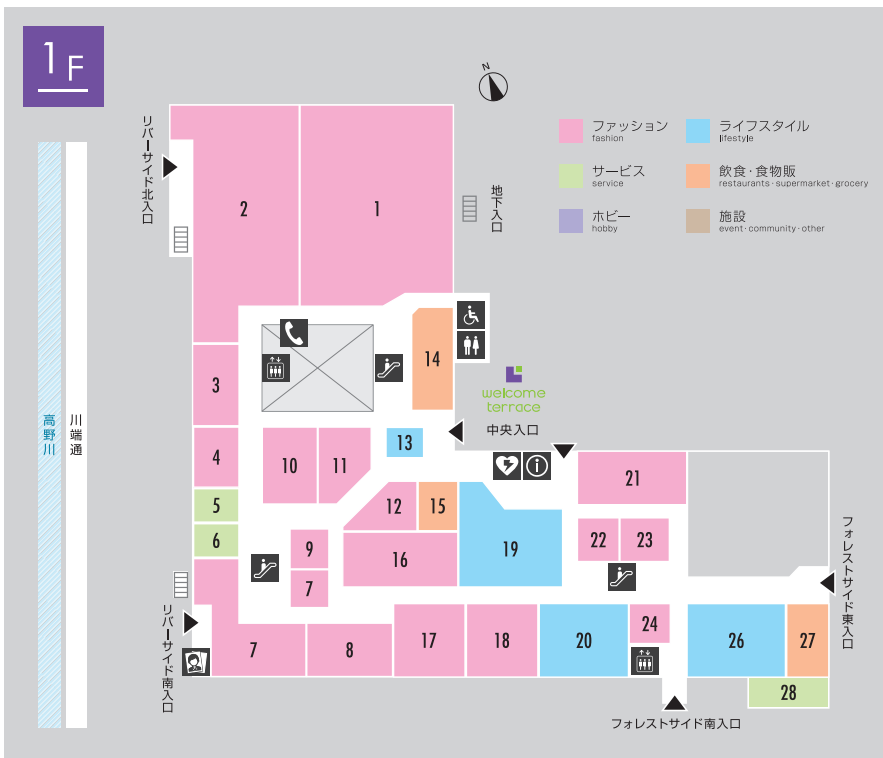 1F
N
ファッション
fashion
ライフスタイル
lifestyle
サービス
service
飲食・食物販
restaurants・supermarket・grocery
ホビー
hobby
施設
event・community・other
リバーサイド北入口
地下入口
2
1
3
14
welcome
terrace
中央入口
高野川
川端通
4
10
11
13
5
6
12
15
21
9
7
16
19
22
23
フォレストサイド東入口
リバーサイド南入口
7
8
17
18
20
24
26
27
28
フォレストサイド南入口